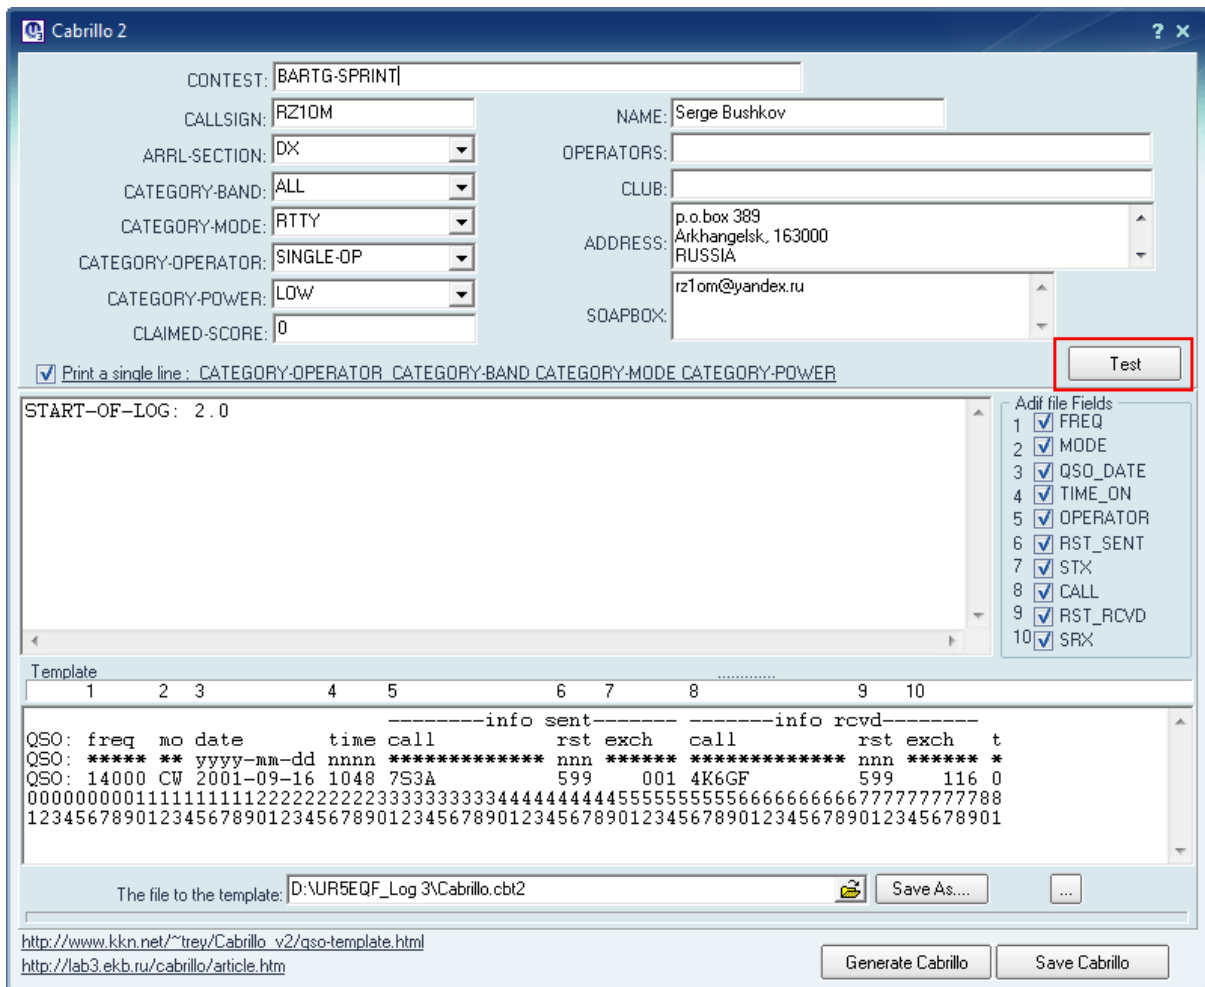 Cabrillo 2 ? ×
CONTEST: BARTG-SPRINT
CALLSIGN: RZ1OM
NAME: Serge Bushkov
ARRL-SECTION: DX
OPERATORS:
CATEGORY-BAND: ALL
CLUB:
CATEGORY-MODE: RTTY
ADDRESS: p.o.box 389
Arkhangelsk, 163000
RUSSIA
CATEGORY-OPERATOR: SINGLE-OP
CATEGORY-POWER: LOW
SOAPBOX: rz1om@yandex.ru
CLAIMED-SCORE: 0
Print a single line : CATEGORY-OPERATOR CATEGORY-BAND CATEGORY-MODE CATEGORY-POWER
Test
START-OF-LOG: 2.0
Adif file Fields
1 FREQ
2 MODE
3 QSO_DATE
4 TIME_ON
5 OPERATOR
6 RST_SENT
7 STX
8 CALL
9 RST_RCVD
10 SRX
Template
1 2 3 4 5 6 7 8 9 10
--------info sent------- -------info rcvd--------
QSO: freq mo date time call rst exch call rst exch t
QSO: ***** ** yyyy-mm-dd nnnn ************* nnn ****** ************* nnn ****** *
QSO: 14000 CW 2001-09-16 1048 7S3A 599 001 4K6GF 599 116 0
000000000111111111122222222223333333333444444444455555555556666666666777777777788
123456789012345678901234567890123456789012345678901234567890123456789012345678901
The file to the template: D:\UR5EQF_Log 3\Cabrillo.cbt2
Save As....
...
http://www.kkn.net/~trey/Cabrillo_v2/qso-template.html
http://lab3.ekb.ru/cabrillo/article.htm
Generate Cabrillo
Save Cabrillo